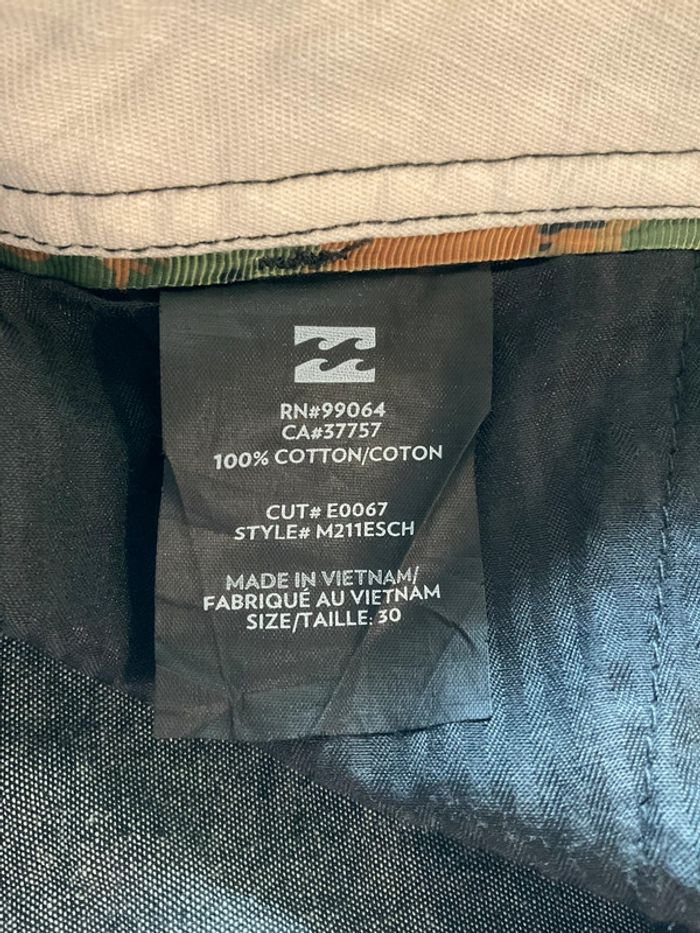 RN#99064
CA#37757
100% COTTON/COTON
CUT# E0067
STYLE# M211ESCH
MADE IN VIETNAM/
FABRIQUÉ AU VIETNAM
SIZE/TAILLE: 30